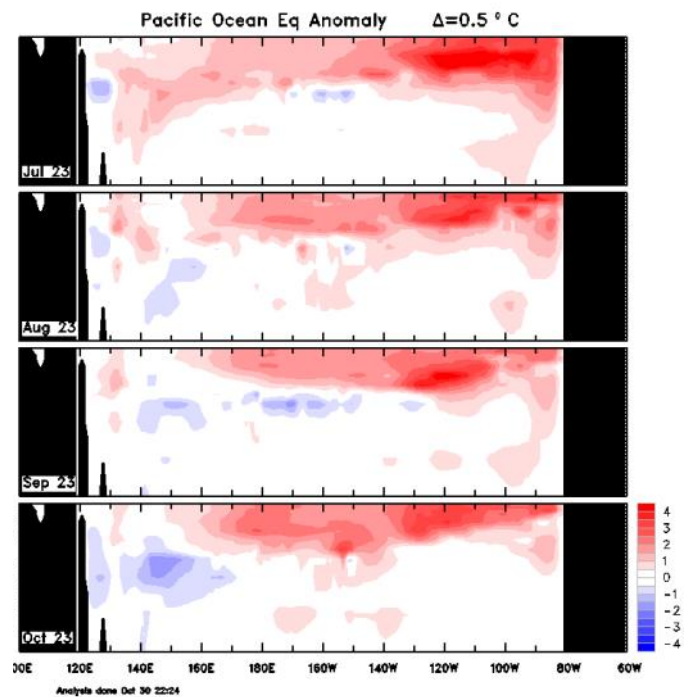 Pacific Ocean Eq Anomaly Δ=0.5 ° C
Jul 23
Aug 23
Sep 23
4
3
2
1
0
-1
-2
-3
-4
Oct 23
00E 120E 140E 160E 180W 160W 140W 120W 100W 80W 60W
Analysis done Oct 30 22:24